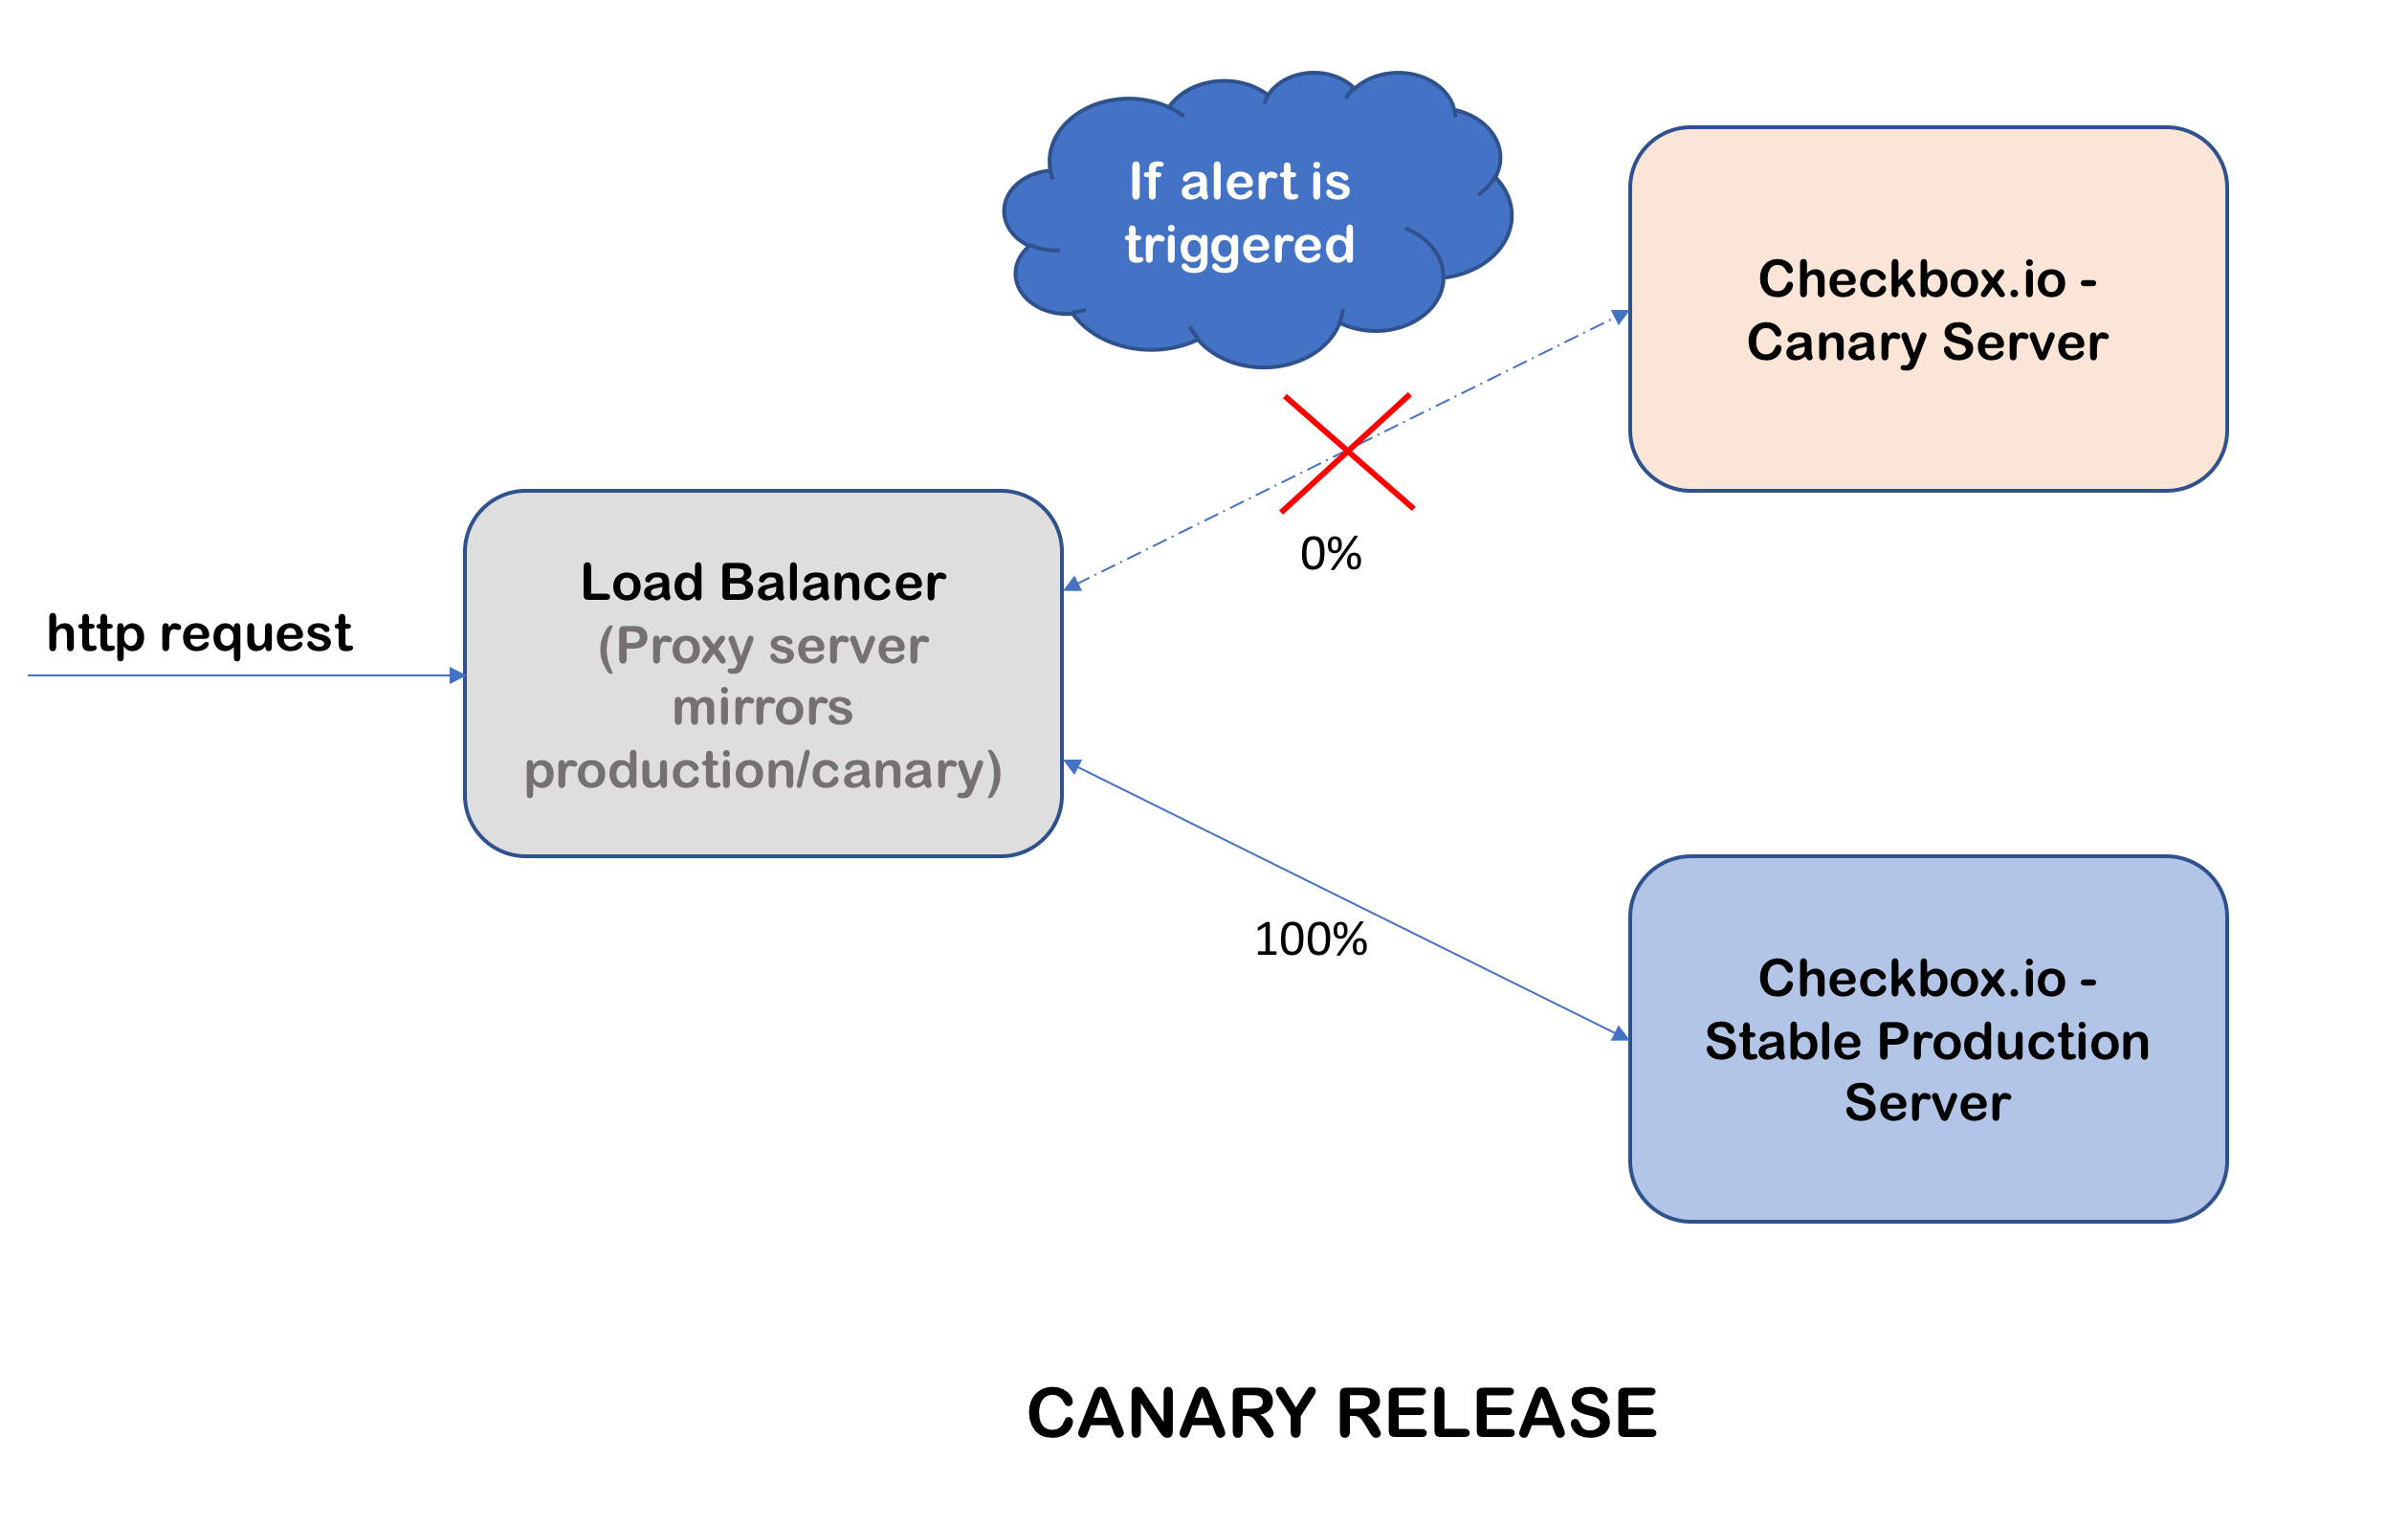 If alert is
triggered
Checkbox.io -
Canary Server
0%
http request
Load Balancer
(Proxy server
mirrors
production/canary)
100%
Checkbox.io -
Stable Production
Server
CANARY RELEASE